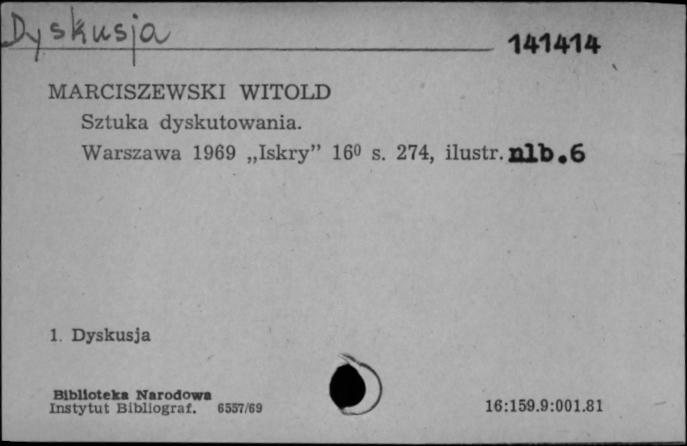 Dyskusja
141414
MARCISZEWSKI WITOLD
Sztuka dyskutowania.
Warszawa 1969 „Iskry” 16⁰ s. 274, ilustr. nlb.6
1. Dyskusja
Biblioteka Narodowa
Instytut Bibliograf. 6557/69
16:159.9:001.81